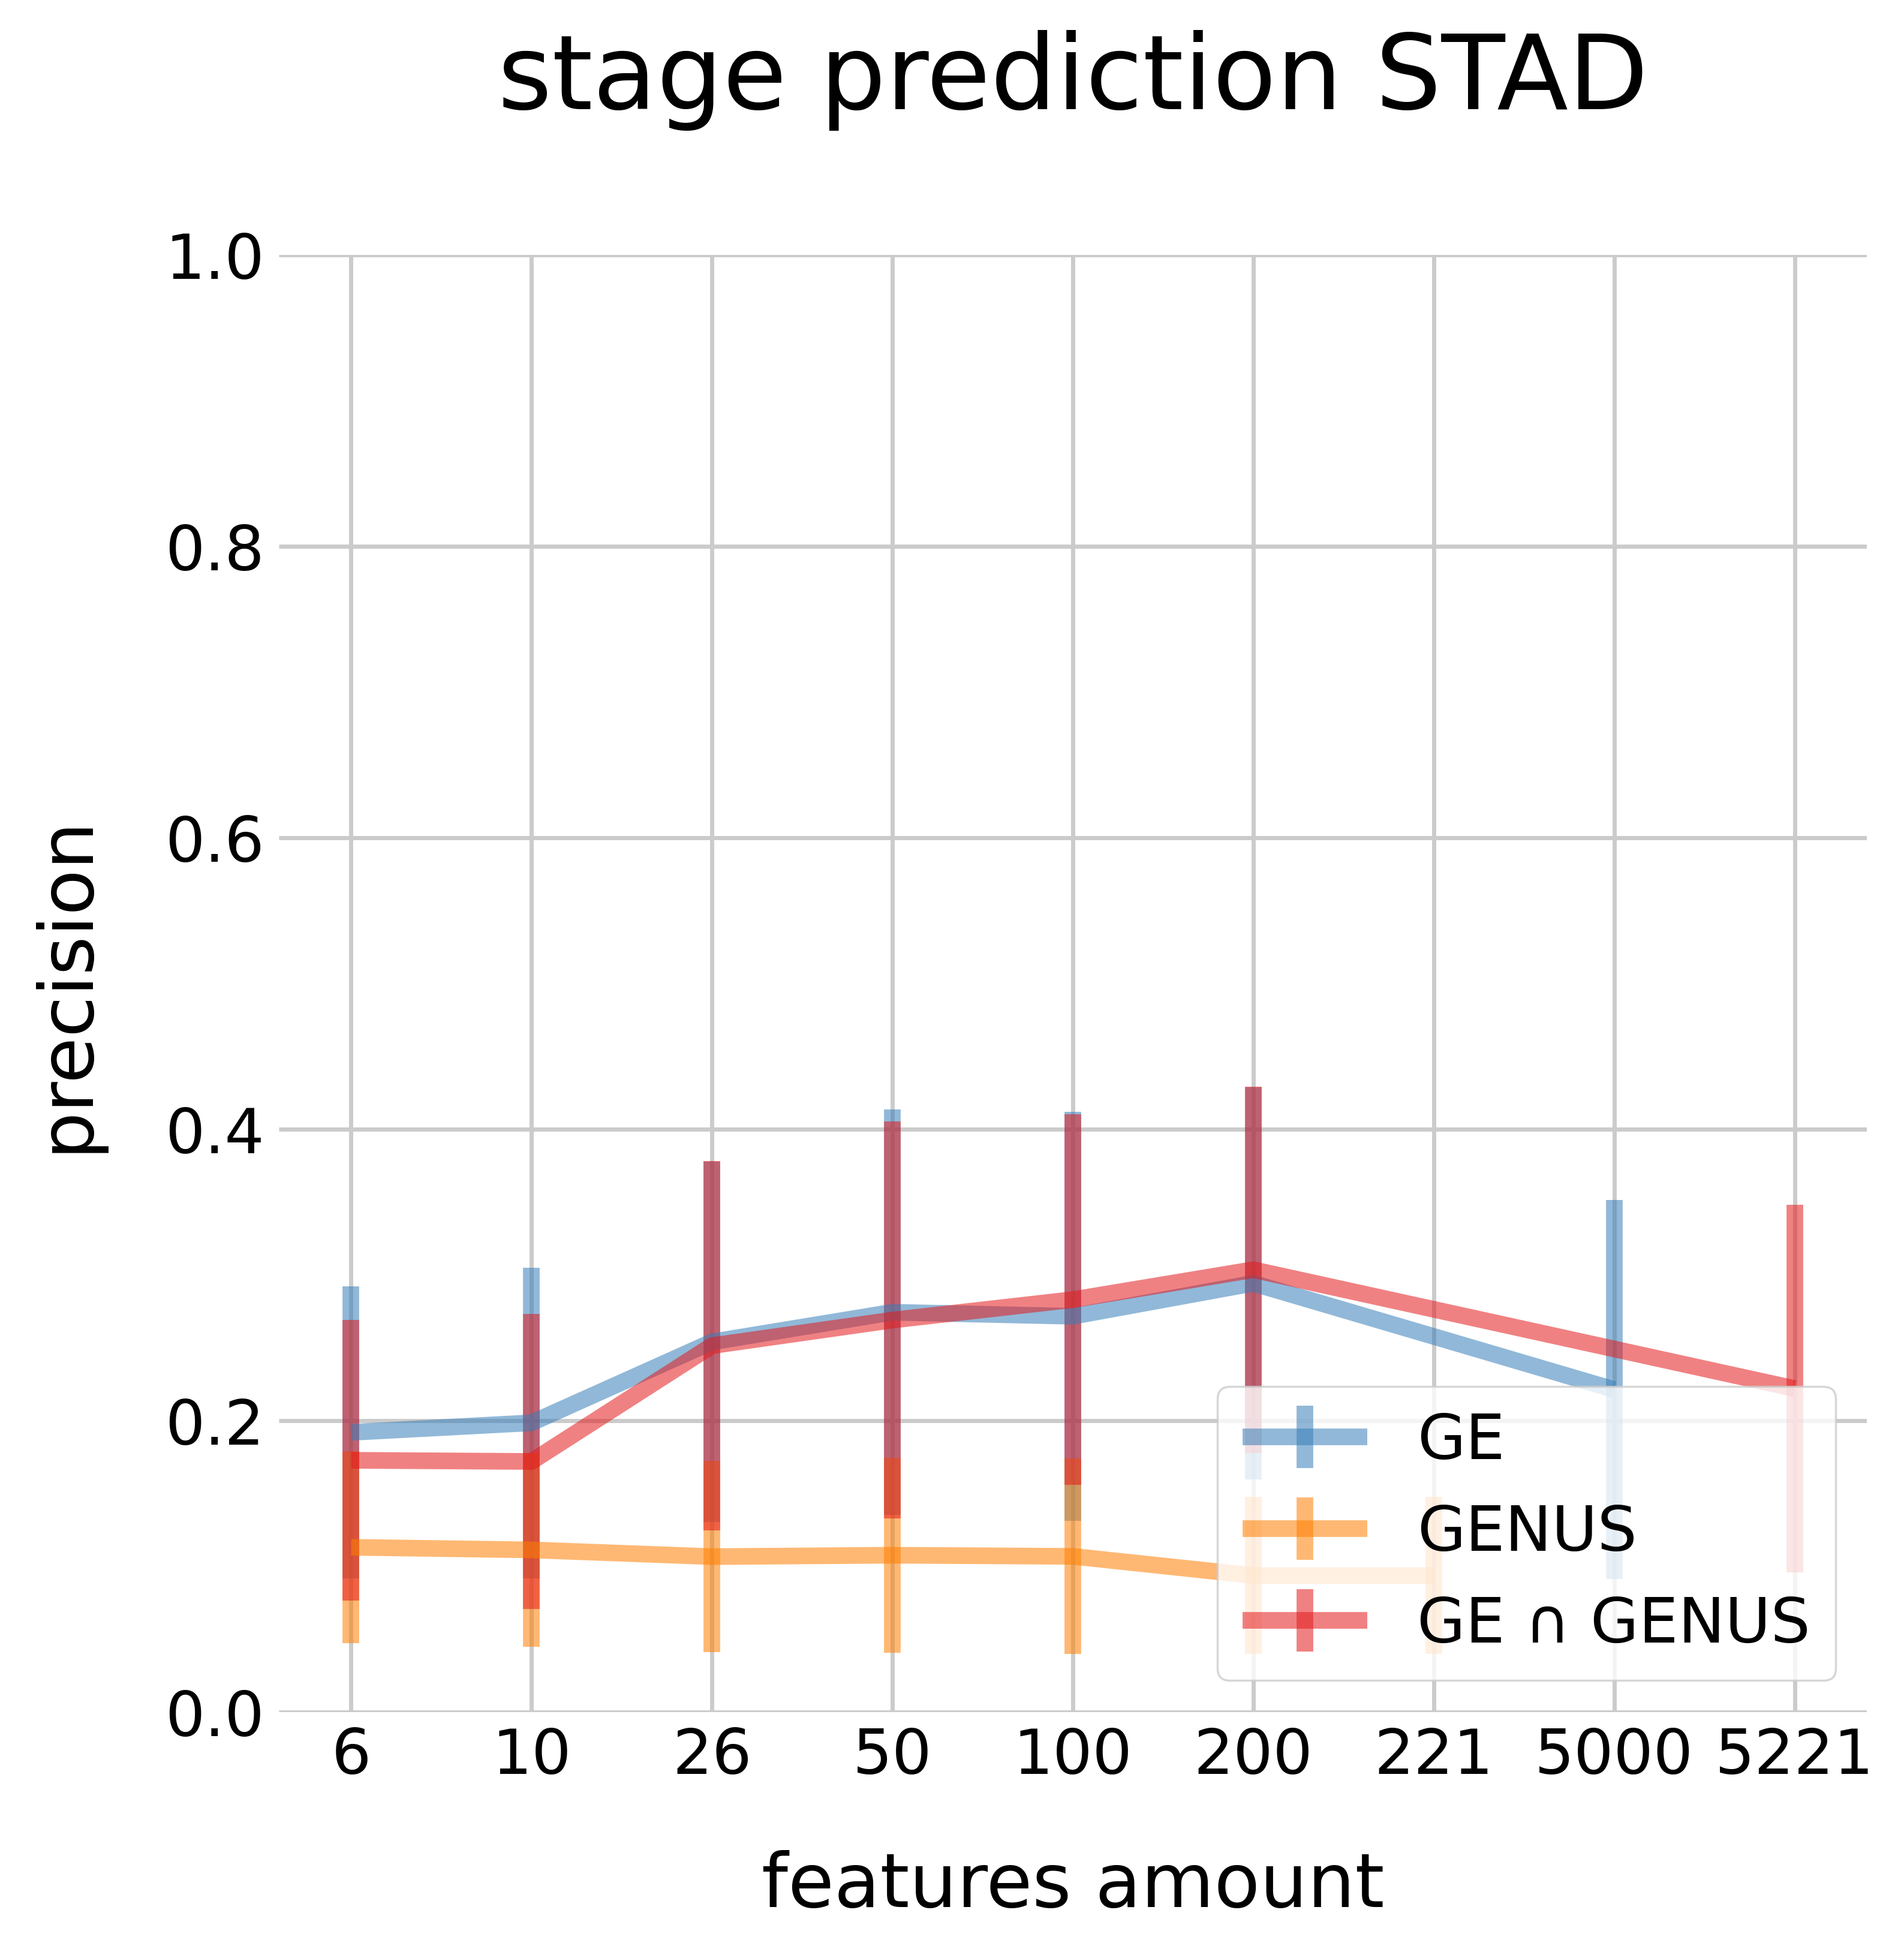 stage prediction STAD
1.0
0.8
0.6
0.4
0.2
0.0
precision
GE
GENUS
GE ∩ GENUS
6 10 26 50 100 200 221 5000 5221
features amount